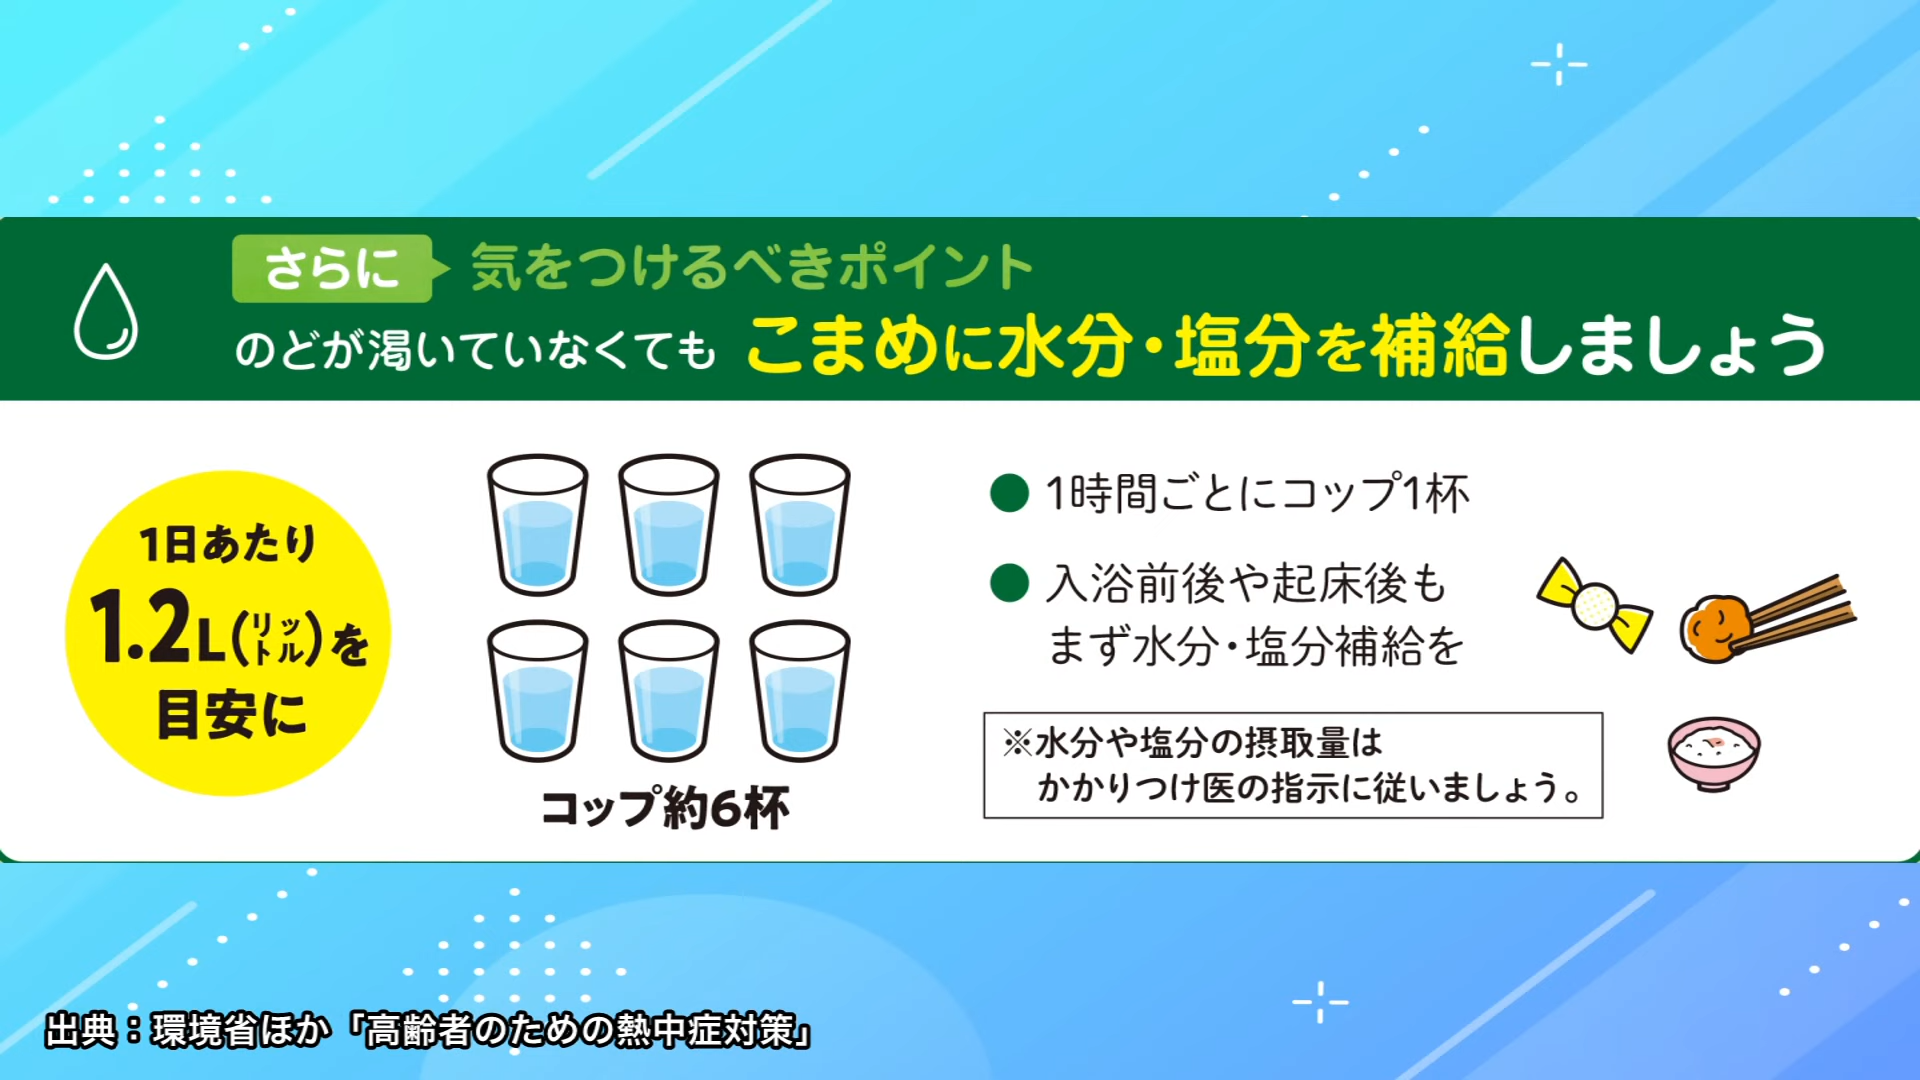 さらに 気をつけるべきポイント
のどが渇いていなくても こまめに水分・塩分を補給しましょう
1日あたり
1.2L(リットル)を
目安に
コップ約6杯
● 1時間ごとにコップ1杯
● 入浴前後や起床後も
まず水分・塩分補給を
※水分や塩分の摂取量は
かかりつけ医の指示に従いましょう。
出典：環境省ほか「高齢者のための熱中症対策」